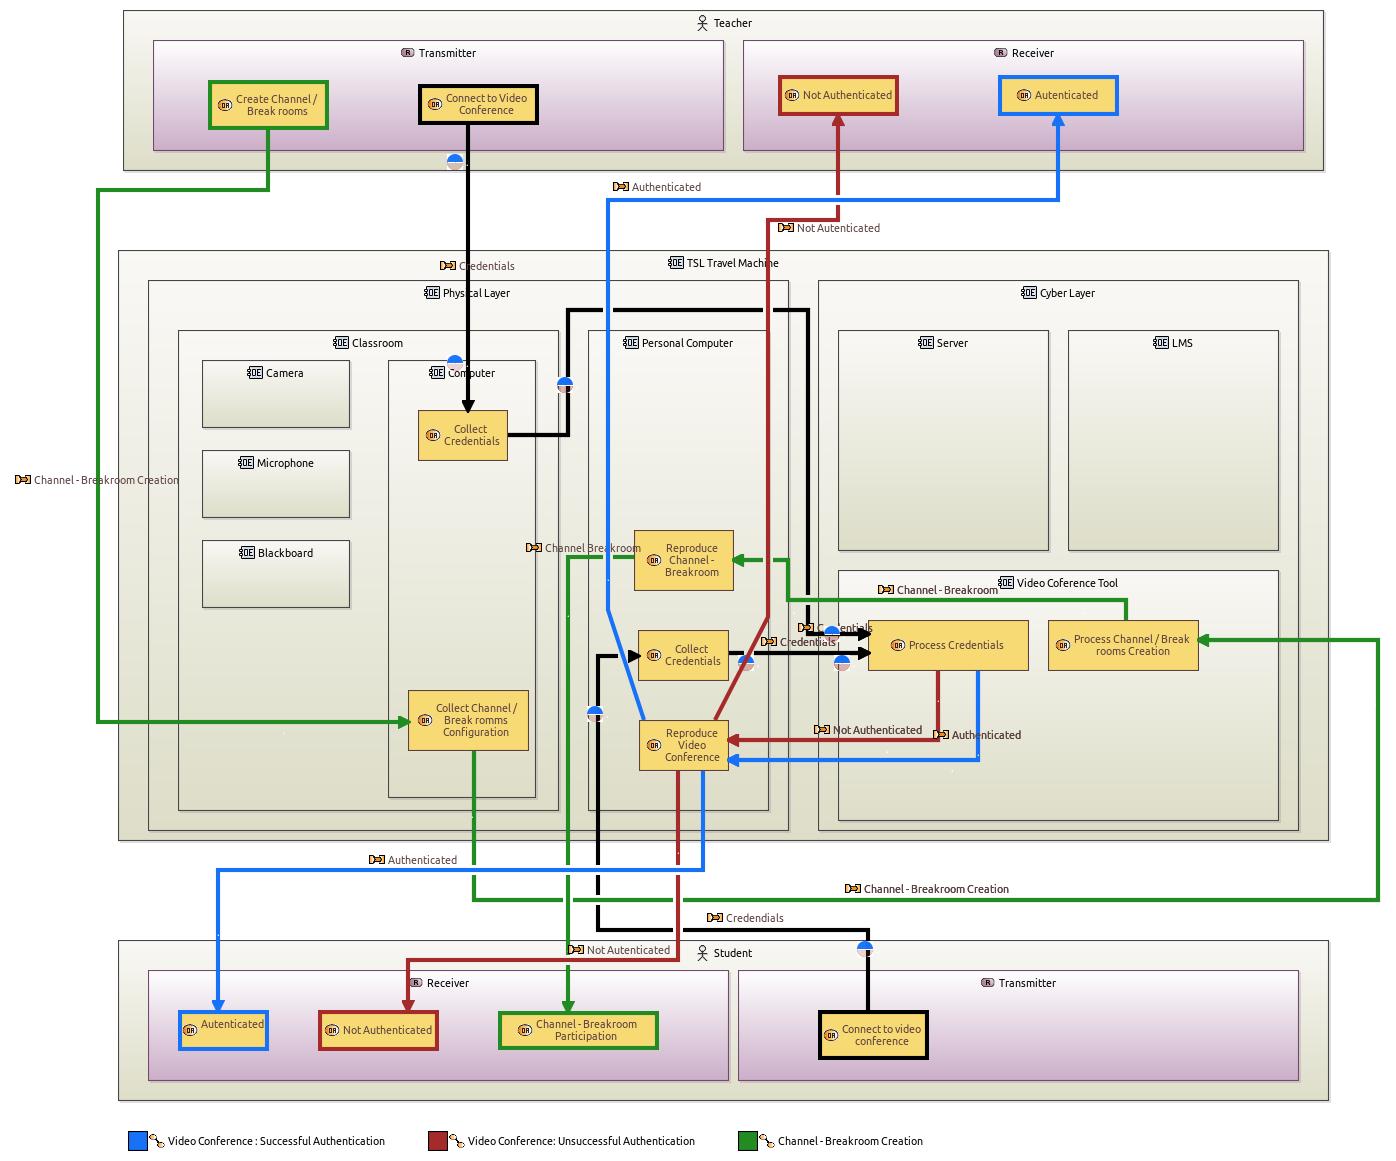 Teacher
Transmitter
Receiver
Create Channel /
Break rooms
Connect to Video
Conference
Not Authenticated
Autenticated
Authenticated
Not Autenticated
Credentials
TSL Travel Machine
Physical Layer
Cyber Layer
Classroom
Personal Computer
Server
LMS
Camera
Computer
Collect
Credentials
Microphone
Channel - Breakroom Creation
Blackboard
Channel Breakroom
Reproduce
Channel -
Breakroom
Video Coference Tool
Channel - Breakroom
Credentials
Credentials
Collect
Credentials
Process Credentials
Process Channel / Break
rooms Creation
Collect Channel /
Break romms
Configuration
Reproduce
Video
Conference
Not Authenticated
Authenticated
Authenticated
Channel - Breakroom Creation
Credendials
Not Autenticated
Student
Receiver
Transmitter
Autenticated
Not Authenticated
Channel - Breakroom
Participation
Connect to video
conference
Video Conference : Successful Authentication
Video Conference: Unsuccessful Authentication
Channel - Breakroom Creation